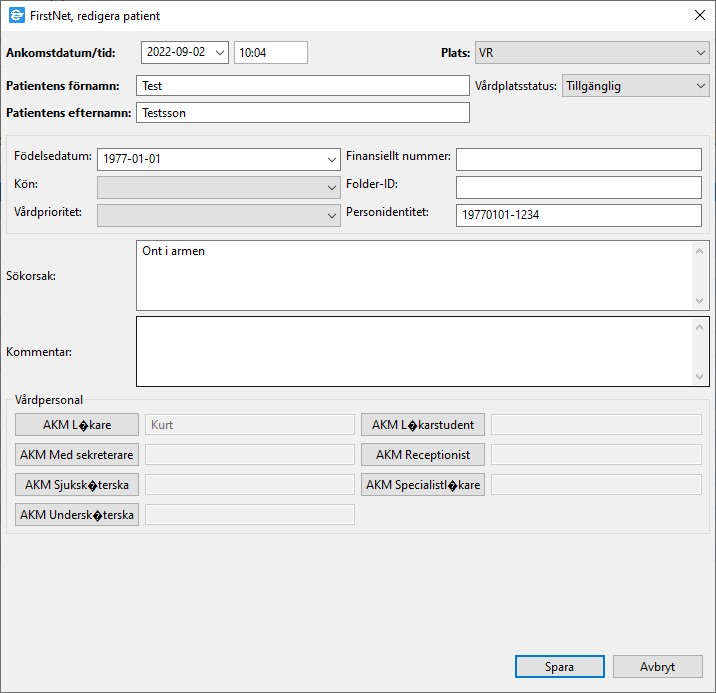 FirstNet, redigera patient
Ankomstdatum/tid: 2022-09-02 10:04 Plats: VR
Patientens förnamn: Test Vårdplatsstatus: Tillgänglig
Patientens efternamn: Testsson
Födelsedatum: 1977-01-01 Finansiellt nummer:
Kön: Folder-ID:
Vårdprioritet: Personidentitet: 19770101-1234
Sökorsak: Ont i armen
Kommentar:
Vårdpersonal
AKM L�kare Kurt AKM L�karstudent
AKM Med sekreterare AKM Receptionist
AKM Sjuksk�terska AKM Specialistl�kare
AKM Undersk�terska
Spara Avbryt